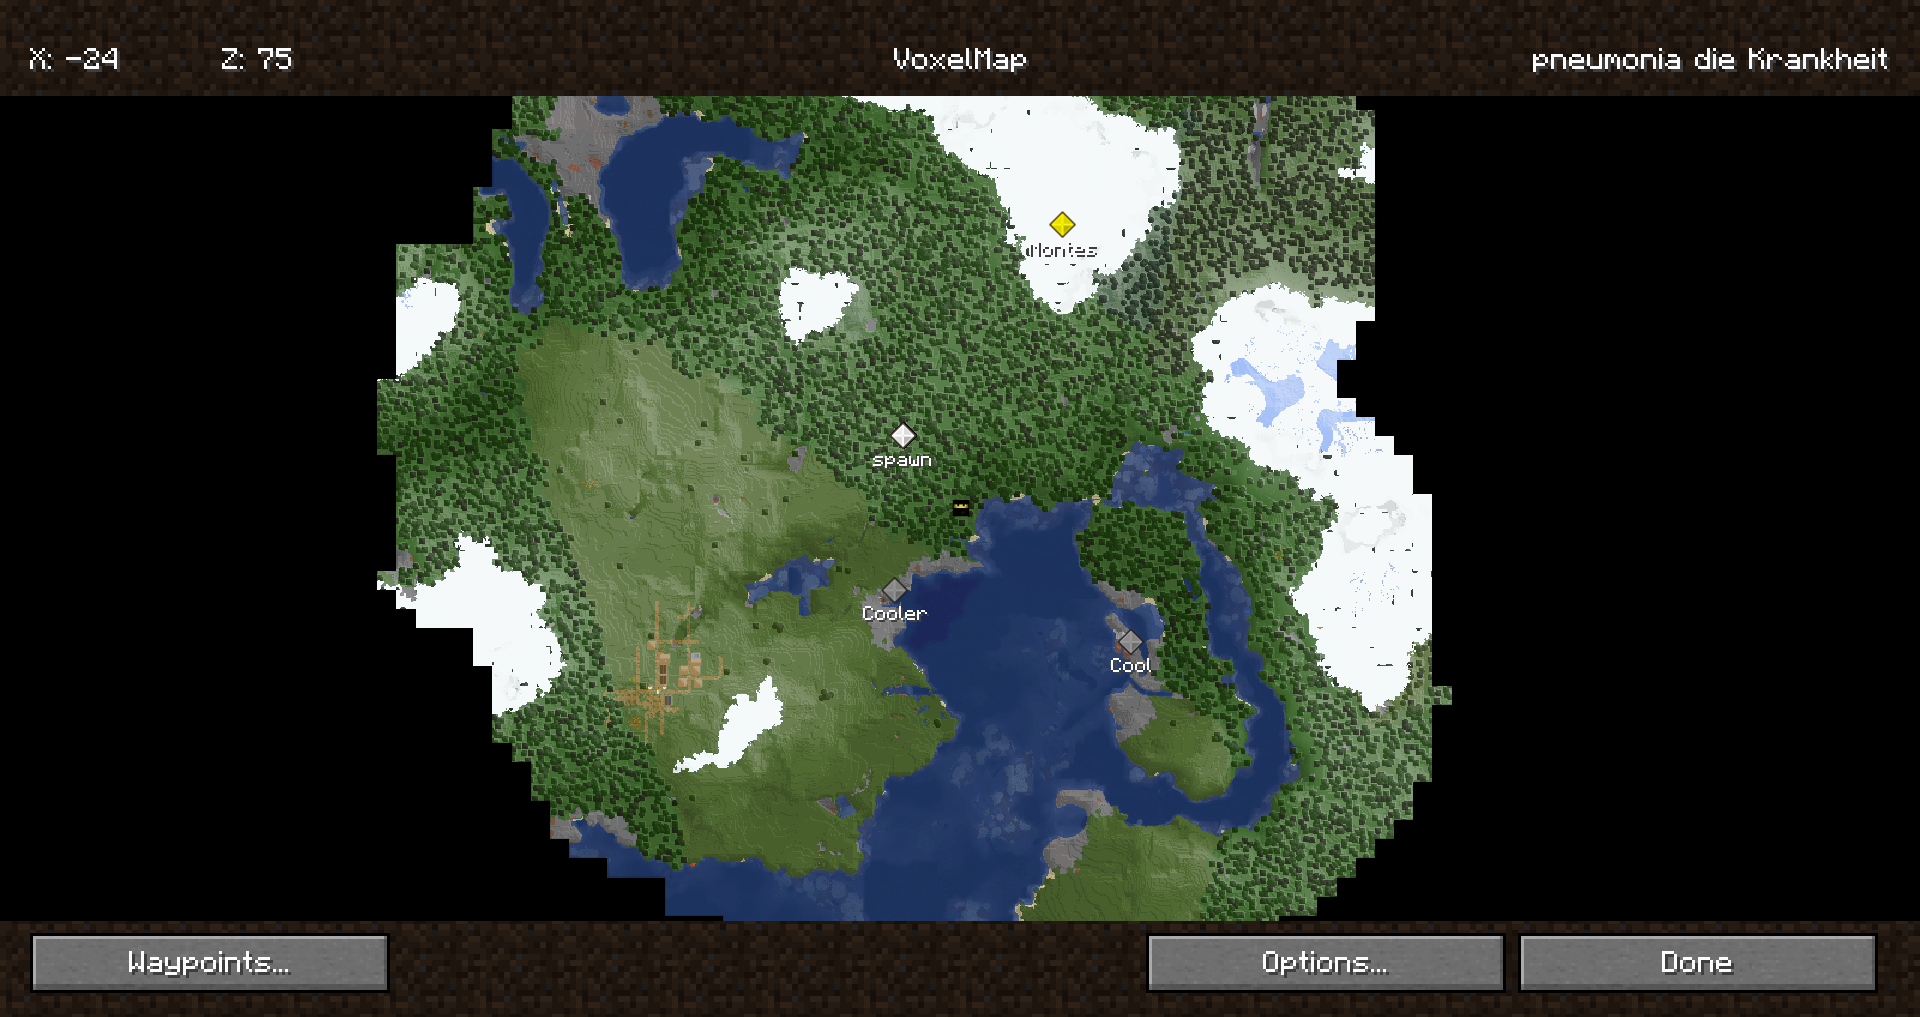 X: -24 Z: 75 VoxelMap pneumonia die Krankheit
Montes
spawn
Cooler
Cool
Waypoints... Options... Done